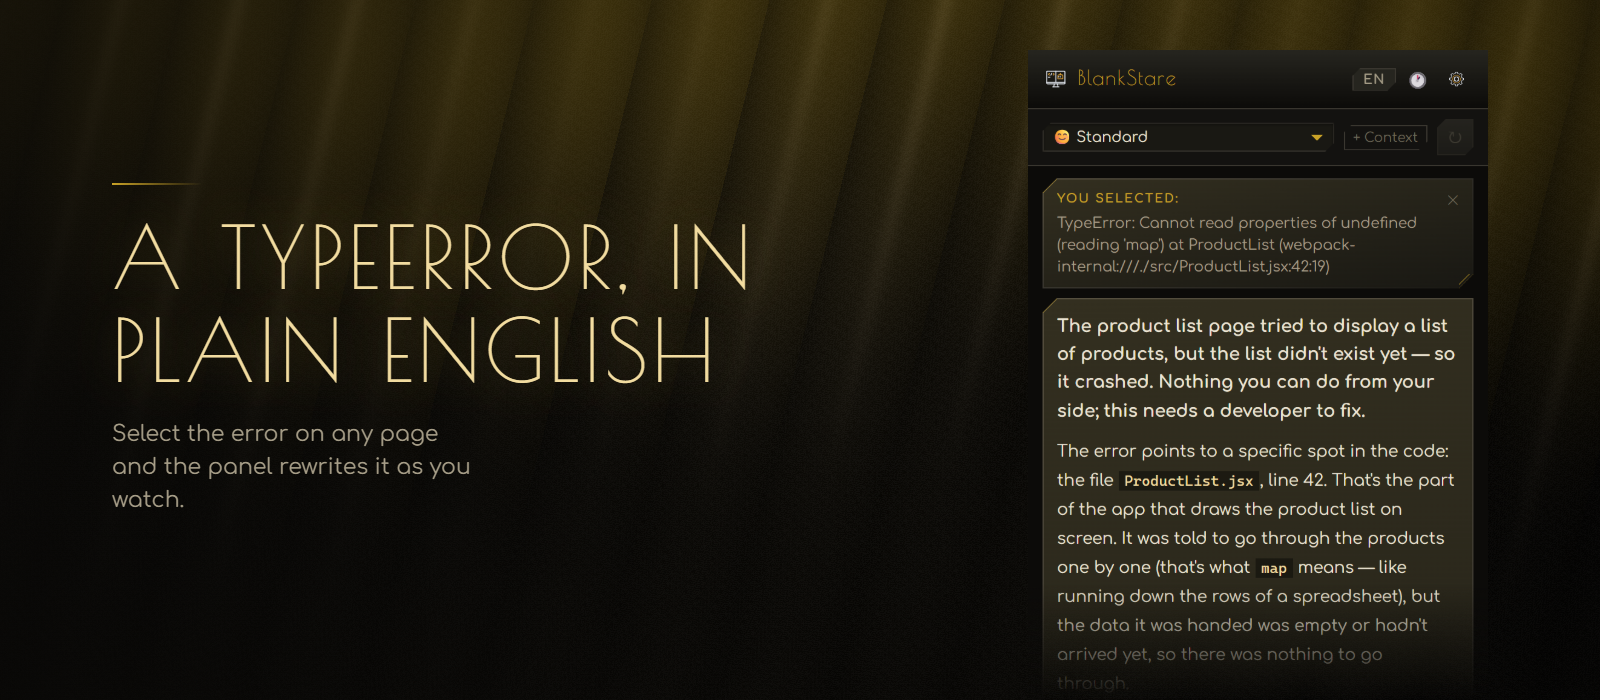 A TYPEERROR, IN
PLAIN ENGLISH
Select the error on any page
and the panel rewrites it as you
watch.
BlankStare
EN
Standard
+ Context
YOU SELECTED:
TypeError: Cannot read properties of undefined
(reading 'map') at ProductList (webpack-
internal:///./src/ProductList.jsx:42:19)
The product list page tried to display a list
of products, but the list didn't exist yet — so
it crashed. Nothing you can do from your
side; this needs a developer to fix.
The error points to a specific spot in the code:
the file ProductList.jsx, line 42. That's the part
of the app that draws the product list on
screen. It was told to go through the products
one by one (that's what map means — like
running down the rows of a spreadsheet), but
the data it was handed was empty or hadn't
arrived yet, so there was nothing to go
through.